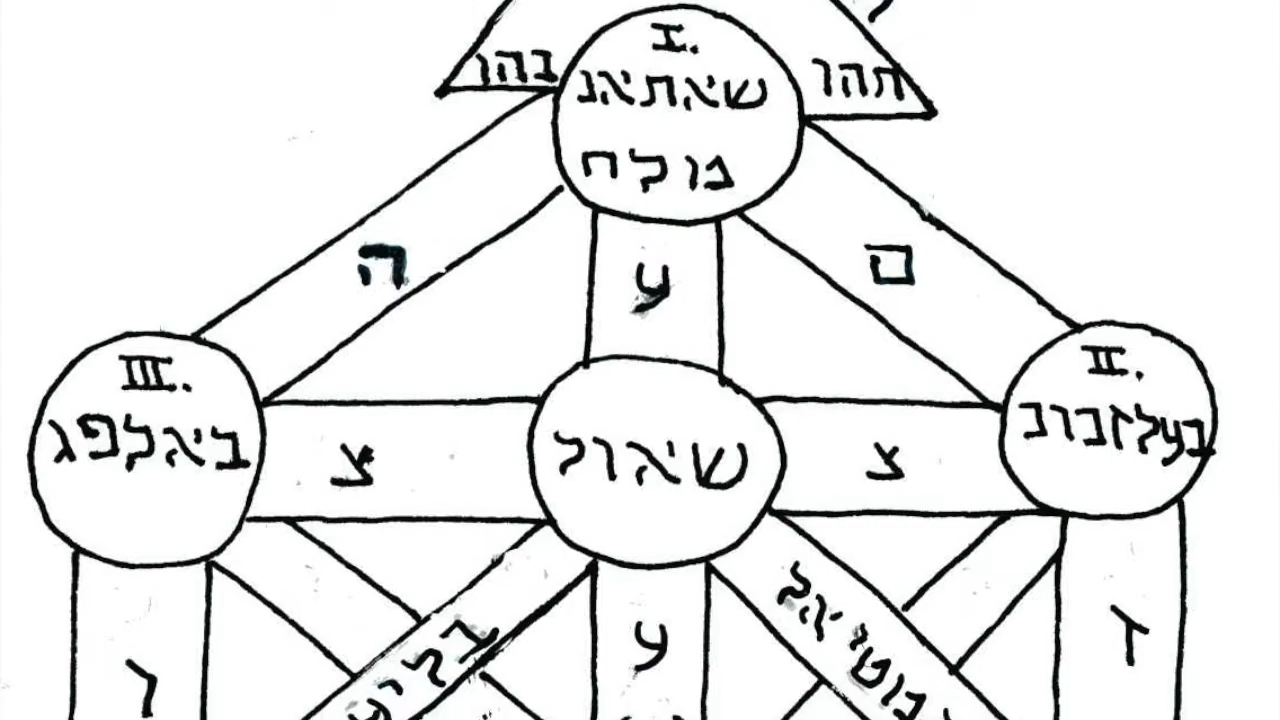 בהו
תהו
I.
שאתאנ
מולח
ה
ע
ם
III.
באלפג
צ
שאול
צ
II.
בעלזבוב
ע
ז